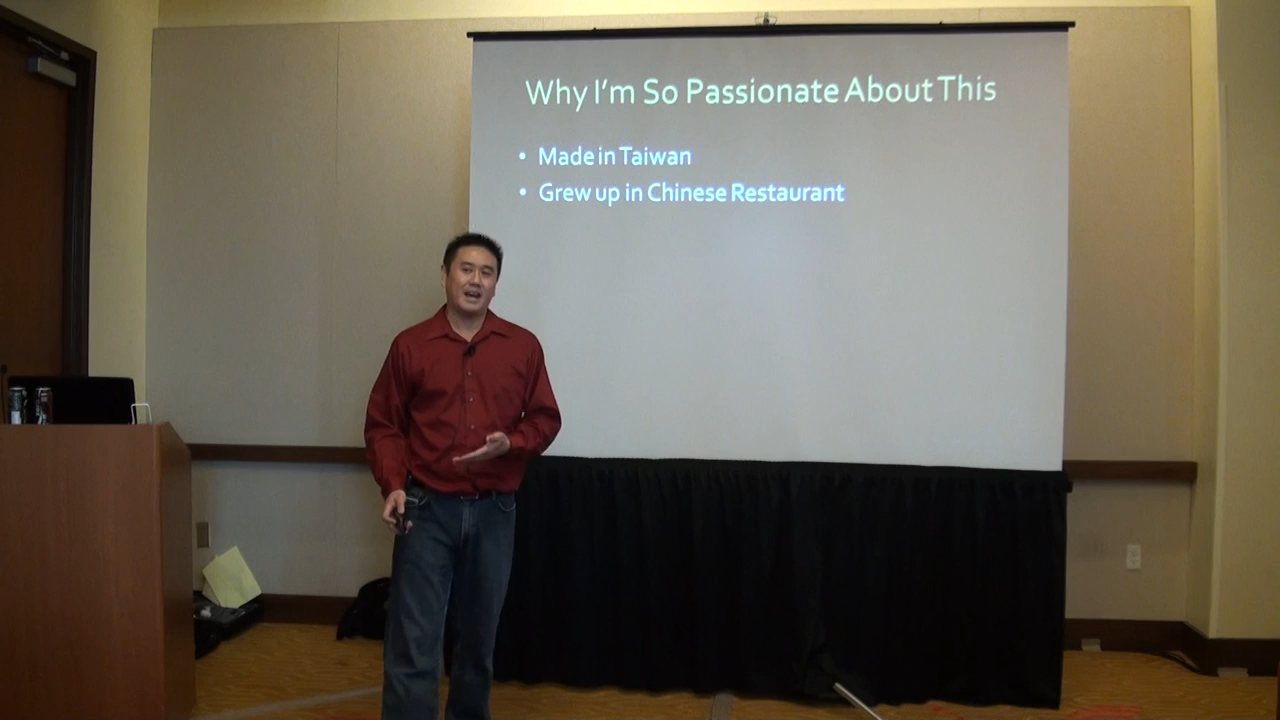 Why I'm So Passionate About This
• Made in Taiwan
• Grew up in Chinese Restaurant